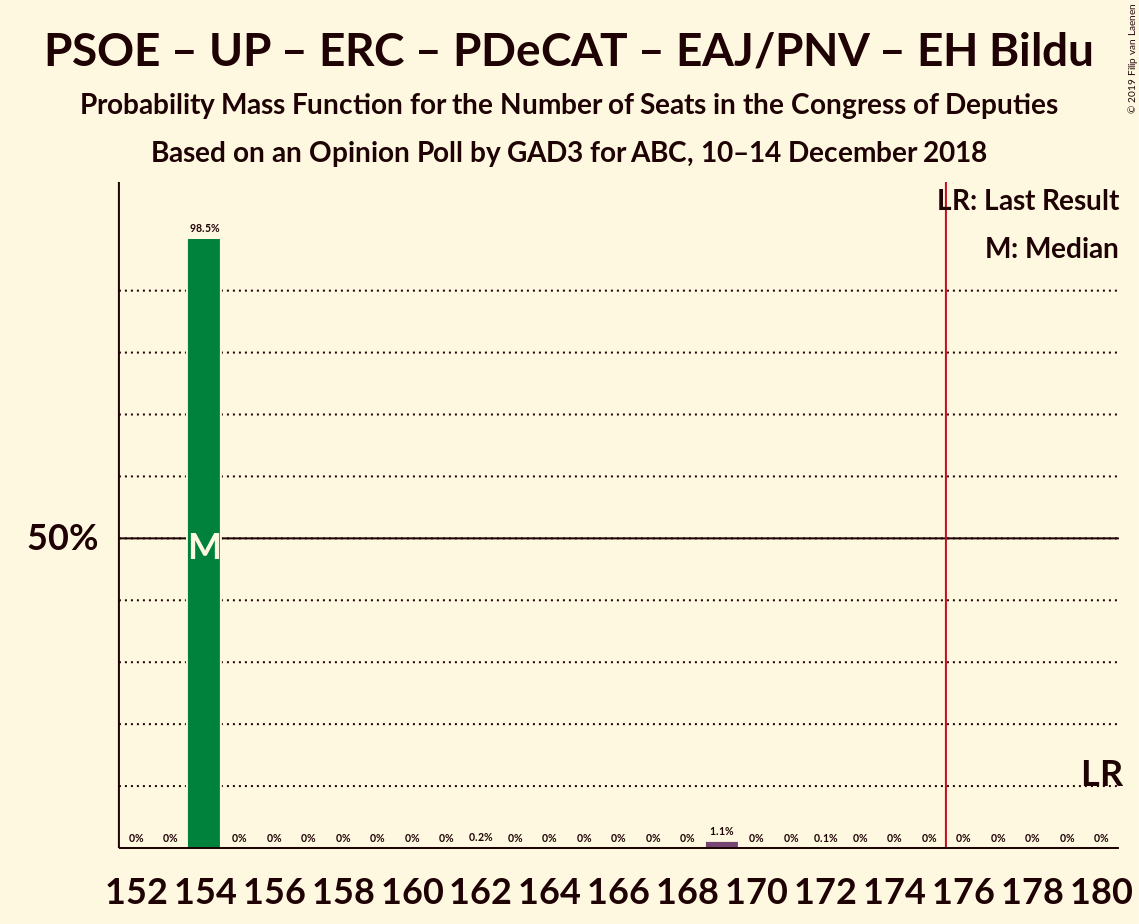 PSOE – UP – ERC – PDeCAT – EAJ/PNV – EH Bildu
Probability Mass Function for the Number of Seats in the Congress of Deputies
Based on an Opinion Poll by GAD3 for ABC, 10–14 December 2018
© 2019 Filip van Laenen
LR: Last Result
M: Median
98.5%
50%
M
LR
0% 0% 0% 0% 0% 0% 0% 0% 0% 0.2% 0% 0% 0% 0% 0% 0% 1.1% 0% 0% 0.1% 0% 0% 0% 0% 0% 0% 0% 0%
152 154 156 158 160 162 164 166 168 170 172 174 176 178 180